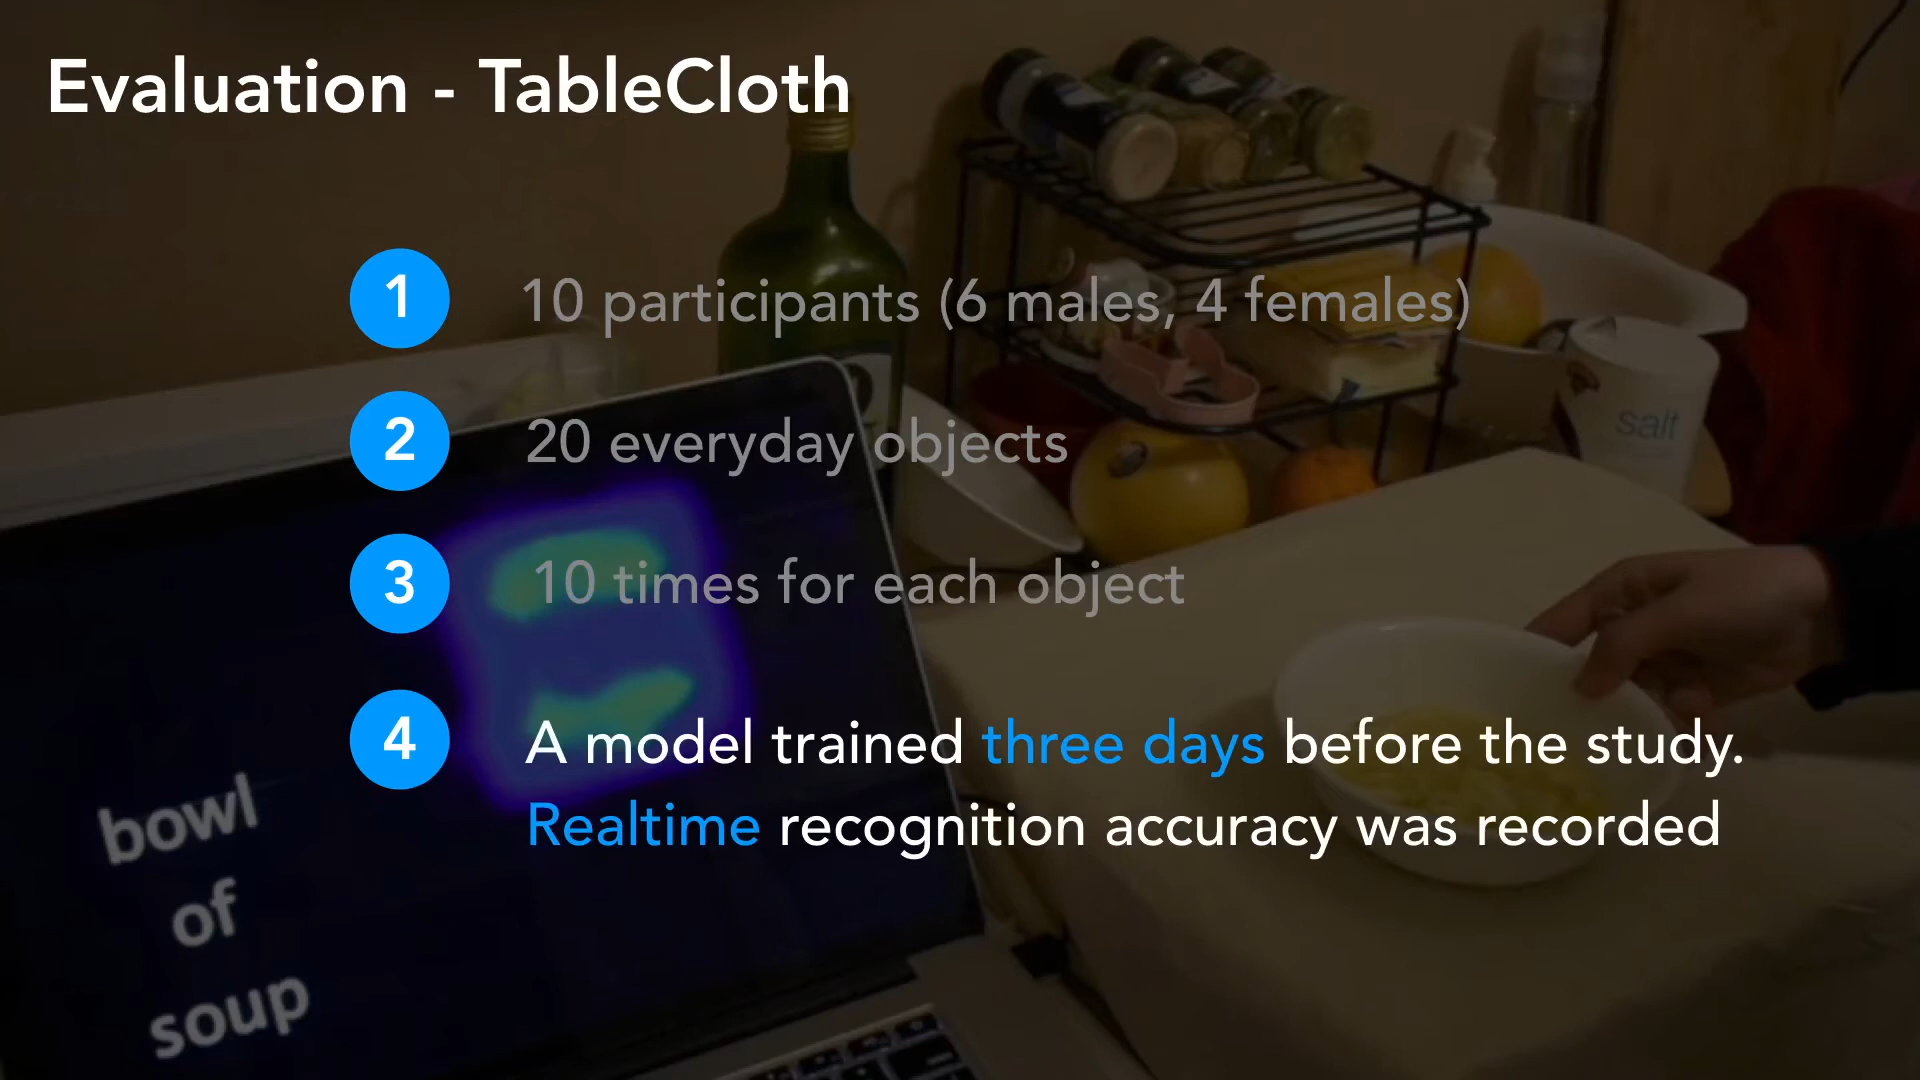 Evaluation - TableCloth
1 10 participants (6 males, 4 females)
2 20 everyday objects
3 10 times for each object
4 A model trained three days before the study.
Realtime recognition accuracy was recorded
salt
bowl
of
soup